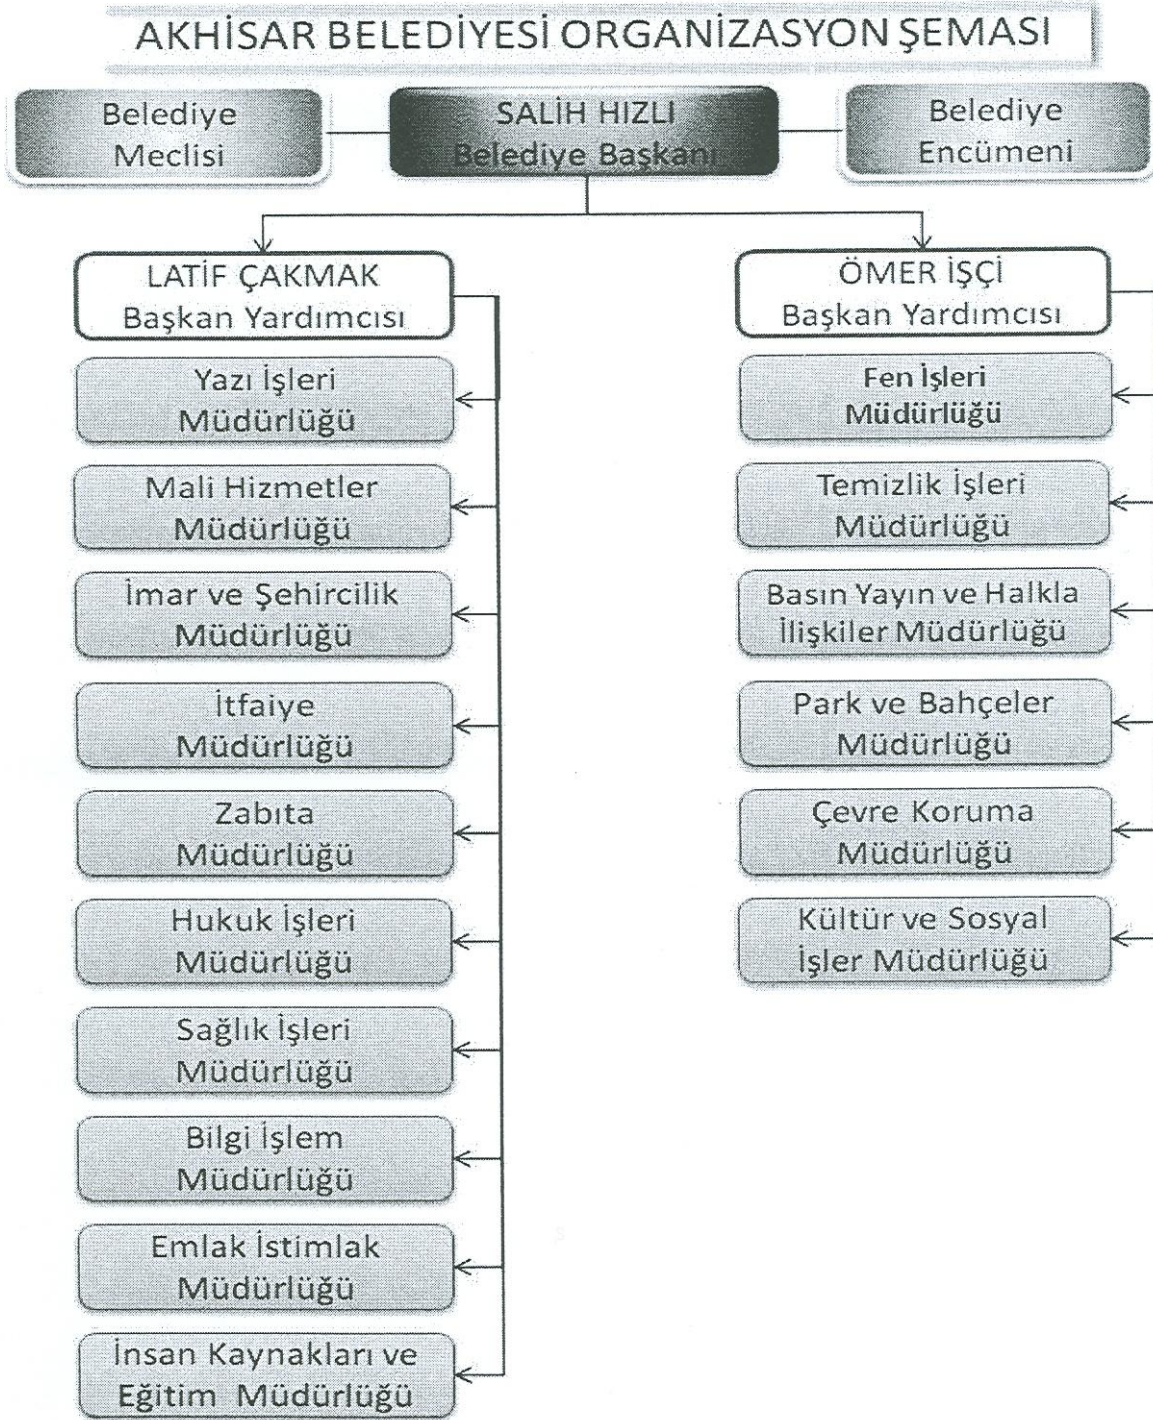 AKHİSAR BELEDİYESİ ORGANİZASYON ŞEMASI
Belediye
Meclisi
SALİH HIZLI
Belediye Başkanı
Belediye
Encümeni
LATİF ÇAKMAK
Başkan Yardımcısı
Yazı İşleri
Müdürlüğü
Mali Hizmetler
Müdürlüğü
İmar ve Şehircilik
Müdürlüğü
İtfaiye
Müdürlüğü
Zabıta
Müdürlüğü
Hukuk İşleri
Müdürlüğü
Sağlık İşleri
Müdürlüğü
Bilgi İşlem
Müdürlüğü
Emlak İstimlak
Müdürlüğü
İnsan Kaynakları ve
Eğitim Müdürlüğü
ÖMER İŞÇİ
Başkan Yardımcısı
Fen İşleri
Müdürlüğü
Temizlik İşleri
Müdürlüğü
Basın Yayın ve Halkla
İlişkiler Müdürlüğü
Park ve Bahçeler
Müdürlüğü
Çevre Koruma
Müdürlüğü
Kültür ve Sosyal
İşler Müdürlüğü